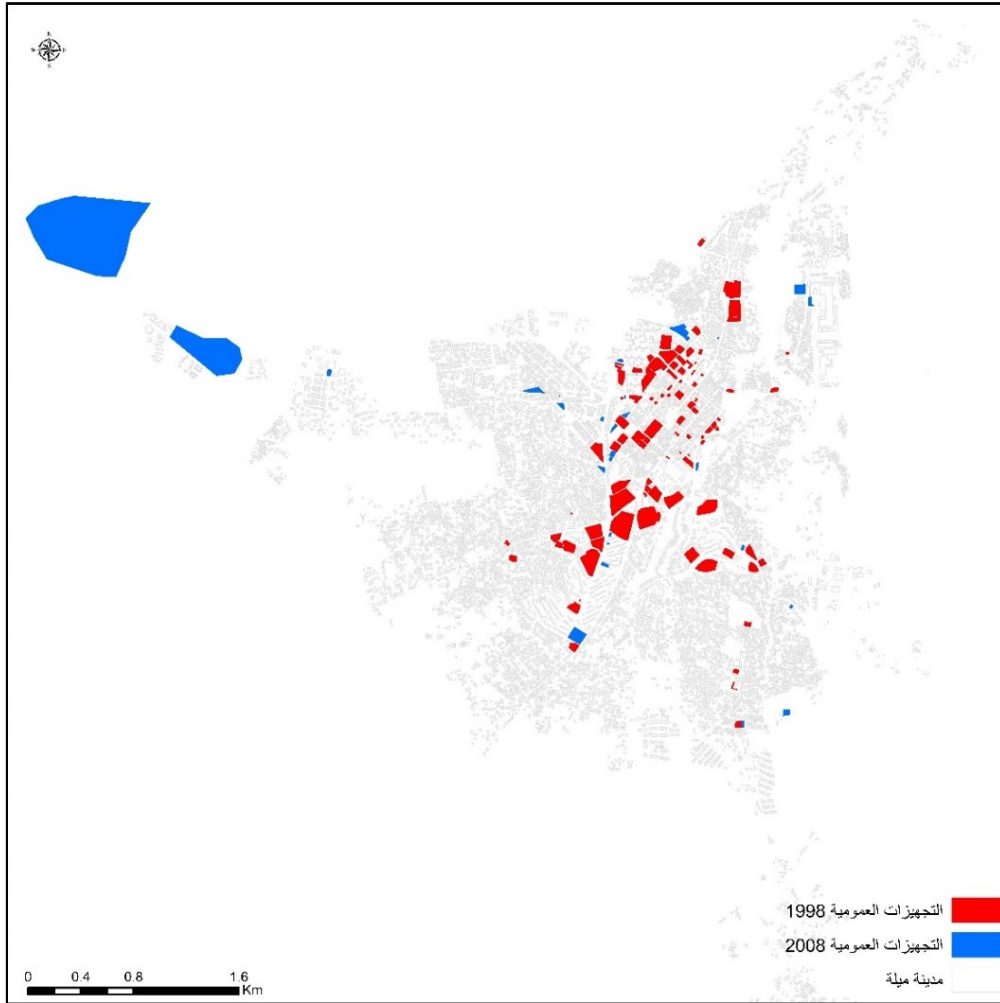 التجهيزات العمومية 1998
التجهيزات العمومية 2008
مدينة ميلة
0 0.4 0.8 1.6
Km